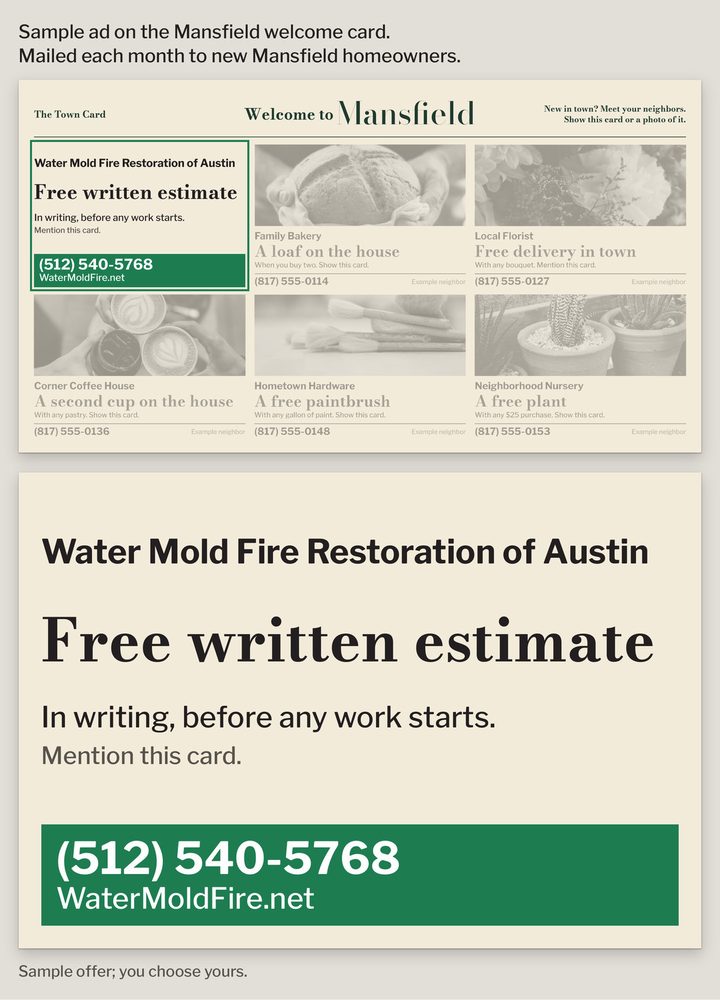 Sample ad on the Mansfield welcome card.
Mailed each month to new Mansfield homeowners.
The Town Card
Welcome to Mansfield
New in town? Meet your neighbors.
Show this card or a photo of it.
Water Mold Fire Restoration of Austin
Free written estimate
In writing, before any work starts.
Mention this card.
(512) 540-5768
WaterMoldFire.net
Family Bakery
A loaf on the house
When you buy two. Show this card.
(817) 555-0114
Example neighbor
Local Florist
Free delivery in town
With any bouquet. Mention this card.
(817) 555-0127
Example neighbor
Corner Coffee House
A second cup on the house
With any pastry. Show this card.
(817) 555-0136
Example neighbor
Hometown Hardware
A free paintbrush
With any gallon of paint. Show this card.
(817) 555-0148
Example neighbor
Neighborhood Nursery
A free plant
With any $25 purchase. Show this card.
(817) 555-0153
Example neighbor
Water Mold Fire Restoration of Austin
Free written estimate
In writing, before any work starts.
Mention this card.
(512) 540-5768
WaterMoldFire.net
Sample offer; you choose yours.